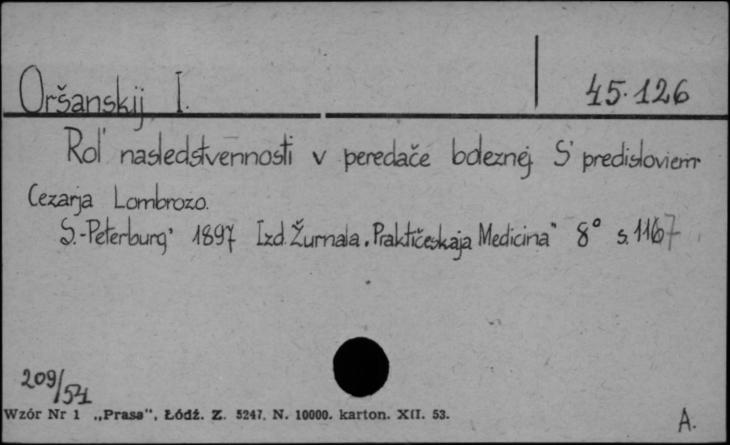 45.126
Oršanskij I.
Rol' nasledstvennosti v peredače boleznej S' predisloviem
Cezarja Lombrozo.
S.-Peterburg' 1897 Izd. Žurnala „Praktičeskaja Medicina" 8° s. 1167
209/54
Wzór Nr 1 „Prasa", Łódź. Z. 5247. N. 10000. karton. XII. 53.
A.